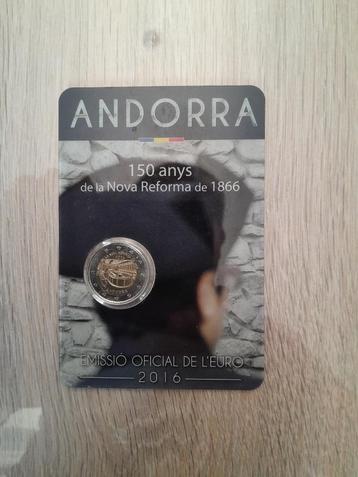 ANDORRA
150 anys
de la Nova Reforma de 1866
EMISSIÓ OFICIAL DE L'EURO
2016